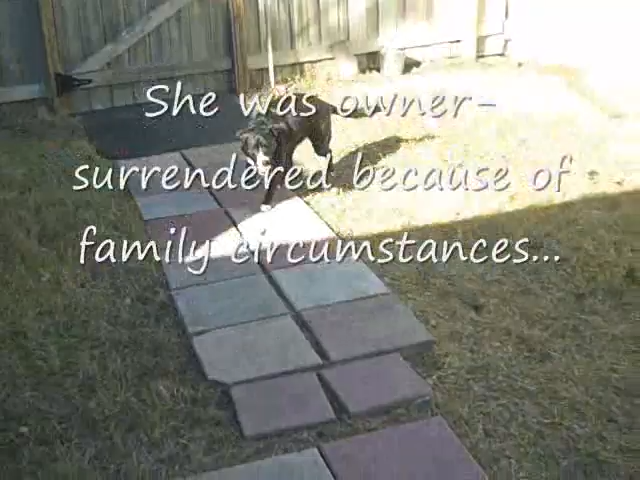 She was owner-
surrendered because of
family circumstances...